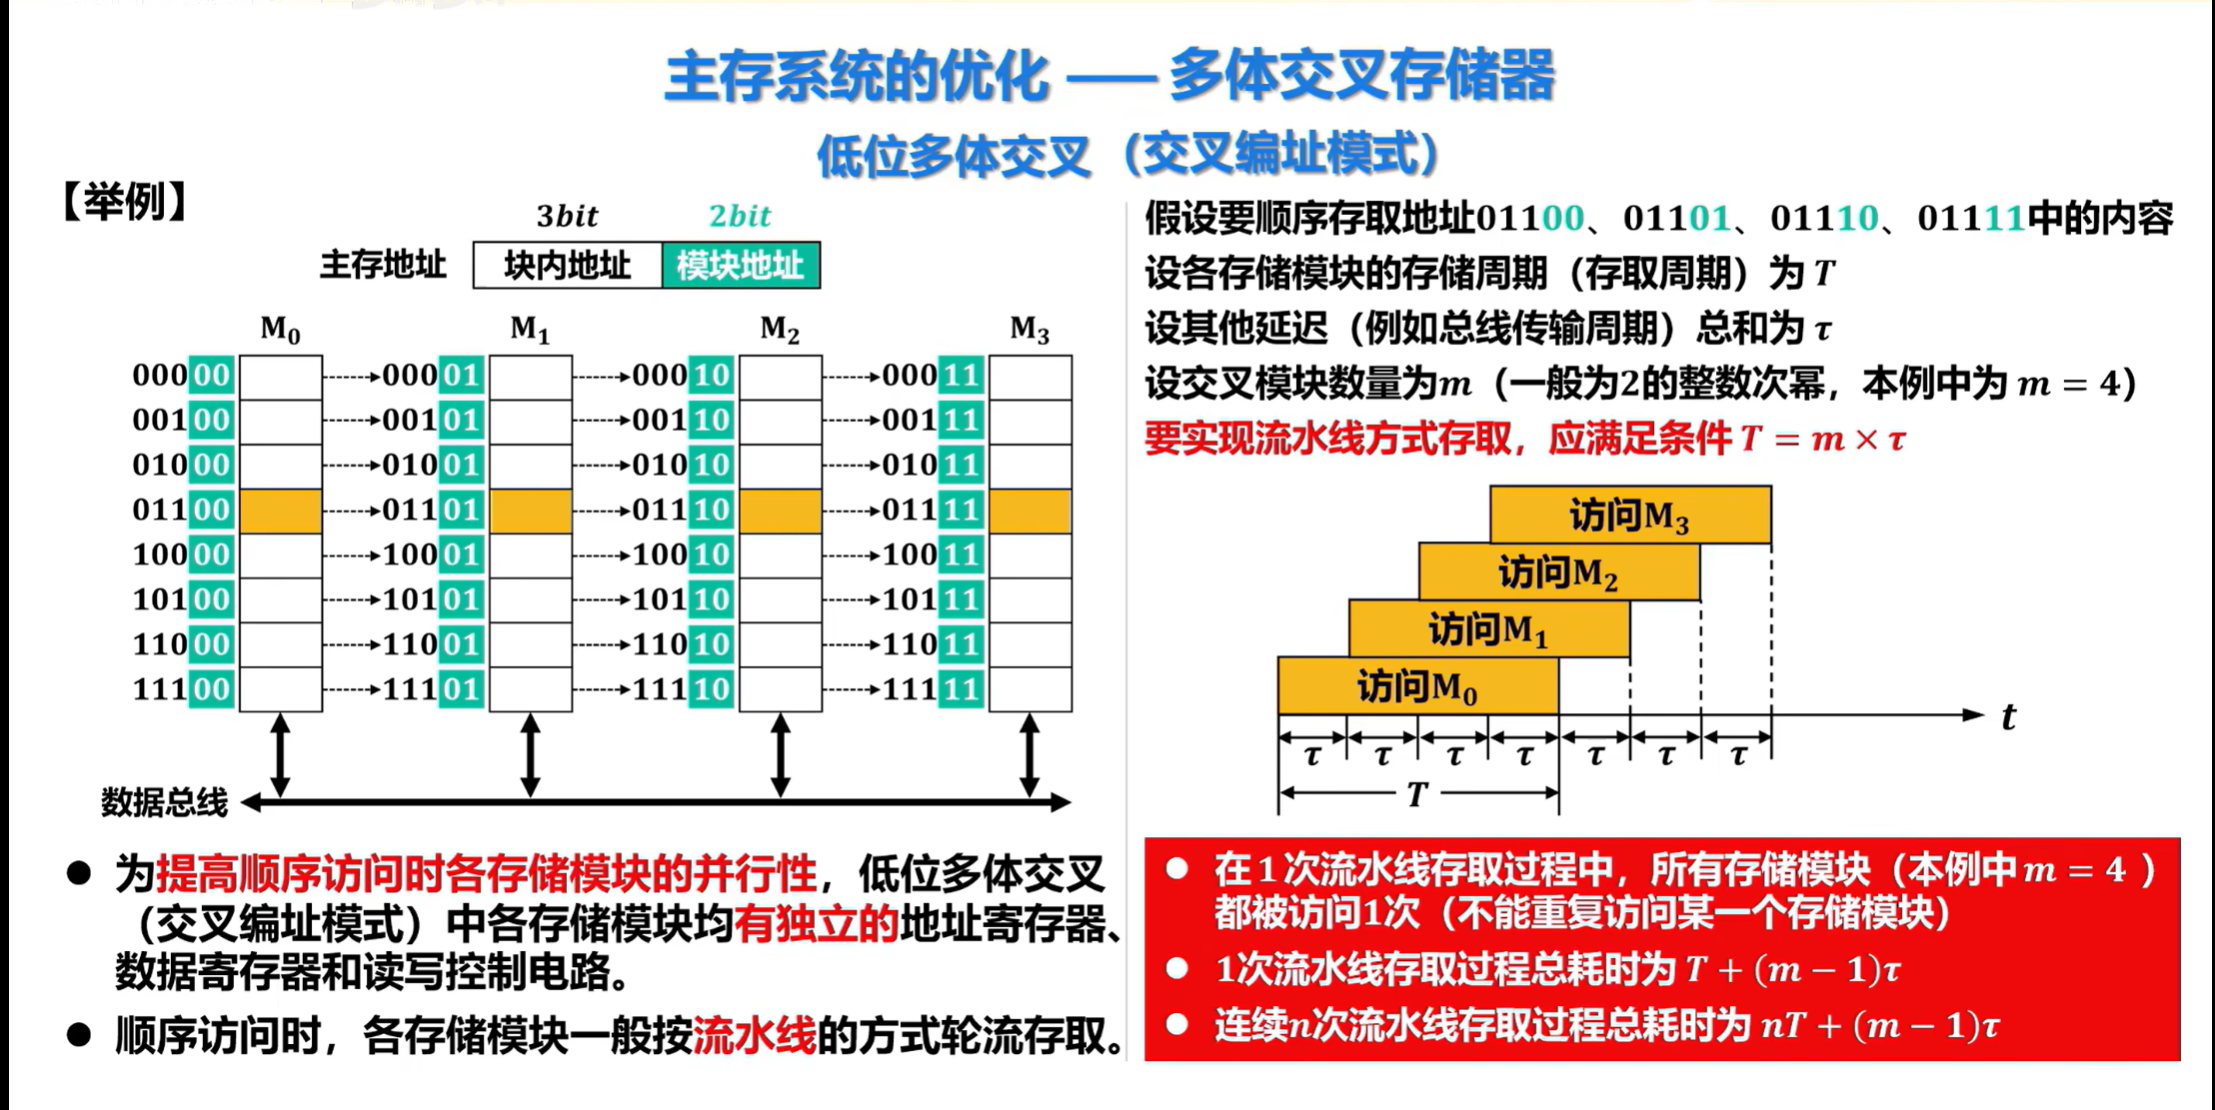 主存系统的优化 —— 多体交叉存储器
低位多体交叉（交叉编址模式）
【举例】
3bit 2bit
主存地址 块内地址 模块地址
M0 M1 M2 M3
00000 00001 00010 00011
00100 00101 00110 00111
01000 01001 01010 01011
01100 01101 01110 01111
10000 10001 10010 10011
10100 10101 10110 10111
11000 11001 11010 11011
11100 11101 11110 11111
数据总线
● 为提高顺序访问时各存储模块的并行性，低位多体交叉
（交叉编址模式）中各存储模块均有独立的地址寄存器、
数据寄存器和读写控制电路。
● 顺序访问时，各存储模块一般按流水线的方式轮流存取。
假设要顺序存取地址01100、01101、01110、01111中的内容
设各存储模块的存储周期（存取周期）为 T
设其他延迟（例如总线传输周期）总和为 τ
设交叉模块数量为m（一般为2的整数次幂，本例中为 m = 4）
要实现流水线方式存取，应满足条件 T = m × τ
访问M3
访问M2
访问M1
访问M0
t
τ τ τ τ τ τ τ
T
● 在1次流水线存取过程中，所有存储模块（本例中m = 4 ）
都被访问1次（不能重复访问某一个存储模块）
● 1次流水线存取过程总耗时为 T + (m − 1)τ
● 连续n次流水线存取过程总耗时为 nT + (m − 1)τ